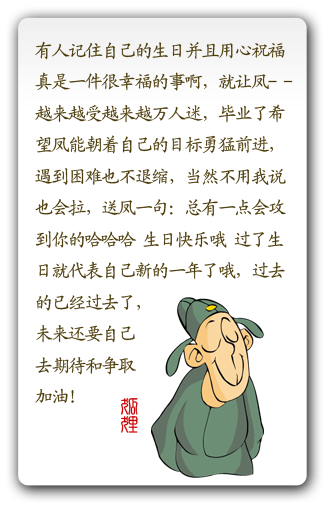 有人记住自己的生日并且用心祝福
真是一件很幸福的事啊，就让凤--
越来越受越来越万人迷，毕业了希
望凤能朝着自己的目标勇猛前进，
遇到困难也不退缩，当然不用我说
也会拉，送凤一句：总有一点会攻
到你的哈哈哈 生日快乐哦 过了生
日就代表自己新的一年了哦，过去
的已经过去了，
未来还要自己
去期待和争取
加油！
狐狸